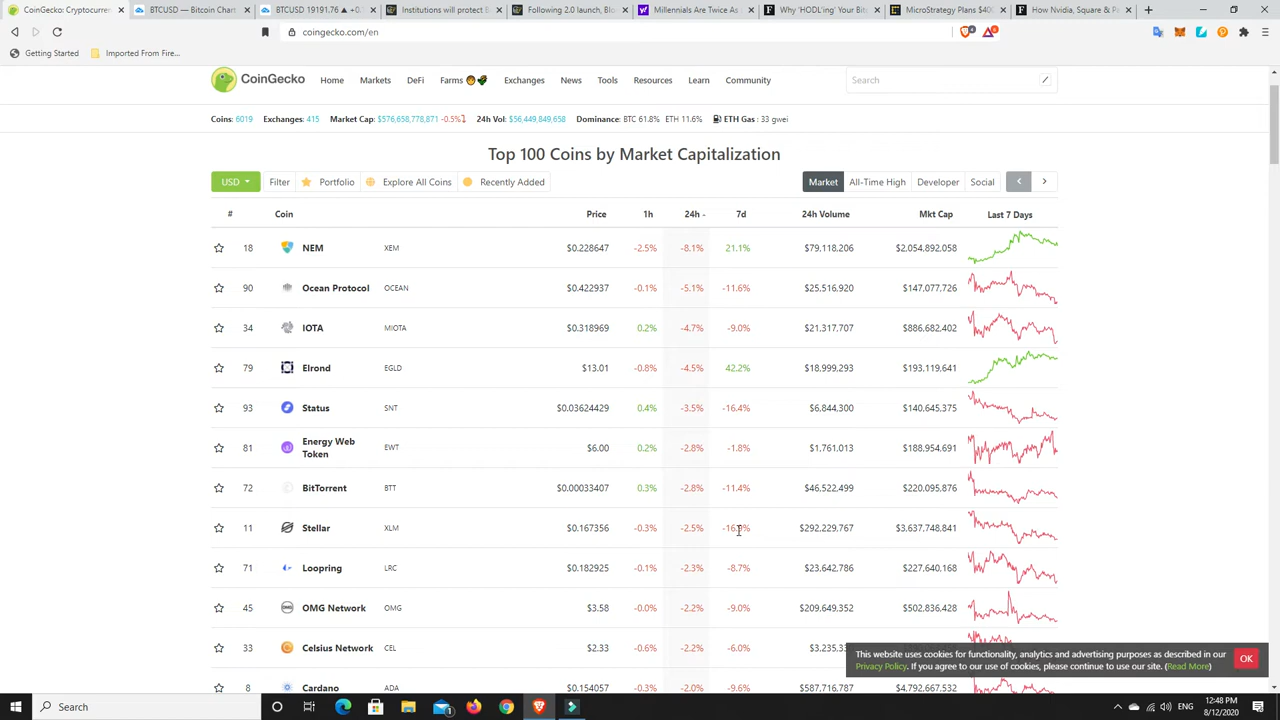 CoinGecko: Cryptocurrency
BTCUSD — Bitcoin Chart
BTCUSD 19191.76 ▲ +0.
Institutions will protect B
Following 2.0 launch, Blo
Millennials Are Twice As
Why 'HODL'ing' Your Bit
MicroStrategy Plans $40
How Nvidia, Square & P
coingecko.com/en
Getting Started
Imported From Fire...
CoinGecko
Home Markets DeFi Farms Exchanges News Tools Resources Learn Community
Search /
Coins: 6019 Exchanges: 415 Market Cap: $576,658,778,871 -0.5% 24h Vol: $56,449,849,658 Dominance: BTC 61.8% ETH 11.6% ETH Gas : 33 gwei
Top 100 Coins by Market Capitalization
USD Filter Portfolio Explore All Coins Recently Added Market All-Time High Developer Social < >
# Coin Price 1h 24h 7d 24h Volume Mkt Cap Last 7 Days
18 NEM XEM $0.228647 -2.5% -8.1% 21.1% $79,118,206 $2,054,892,058
90 Ocean Protocol OCEAN $0.422937 -0.1% -5.1% -11.6% $25,516,920 $147,077,726
34 IOTA MIOTA $0.318969 0.2% -4.7% -9.0% $21,317,707 $886,682,402
79 Elrond EGLD $13.01 -0.8% -4.5% 42.2% $18,999,293 $193,119,641
93 Status SNT $0.03624429 0.4% -3.5% -16.4% $6,844,300 $140,645,375
81 Energy Web Token EWT $6.00 0.2% -2.8% -1.8% $1,761,013 $188,954,691
72 BitTorrent BTT $0.00033407 0.3% -2.8% -11.4% $46,522,499 $220,095,876
11 Stellar XLM $0.167356 -0.3% -2.5% $292,229,767 $3,637,748,841
71 Loopring LRC $0.182925 -0.1% -2.3% -8.7% $23,642,786 $227,640,168
45 OMG Network OMG $3.58 -0.0% -2.2% -9.0% $209,649,352 $502,836,428
33 Celsius Network CEL $2.33 -0.6% -2.2% -6.0%
8 Cardano ADA $0.154057 -0.3% -2.0% -9.6% $587,716,787 $4,792,667,532
This website uses cookies for functionality, analytics and advertising purposes as described in our
Privacy Policy. If you agree to our use of cookies, please continue to use our site. (Read More)
OK
Search
ENG
12:48 PM
8/12/2020